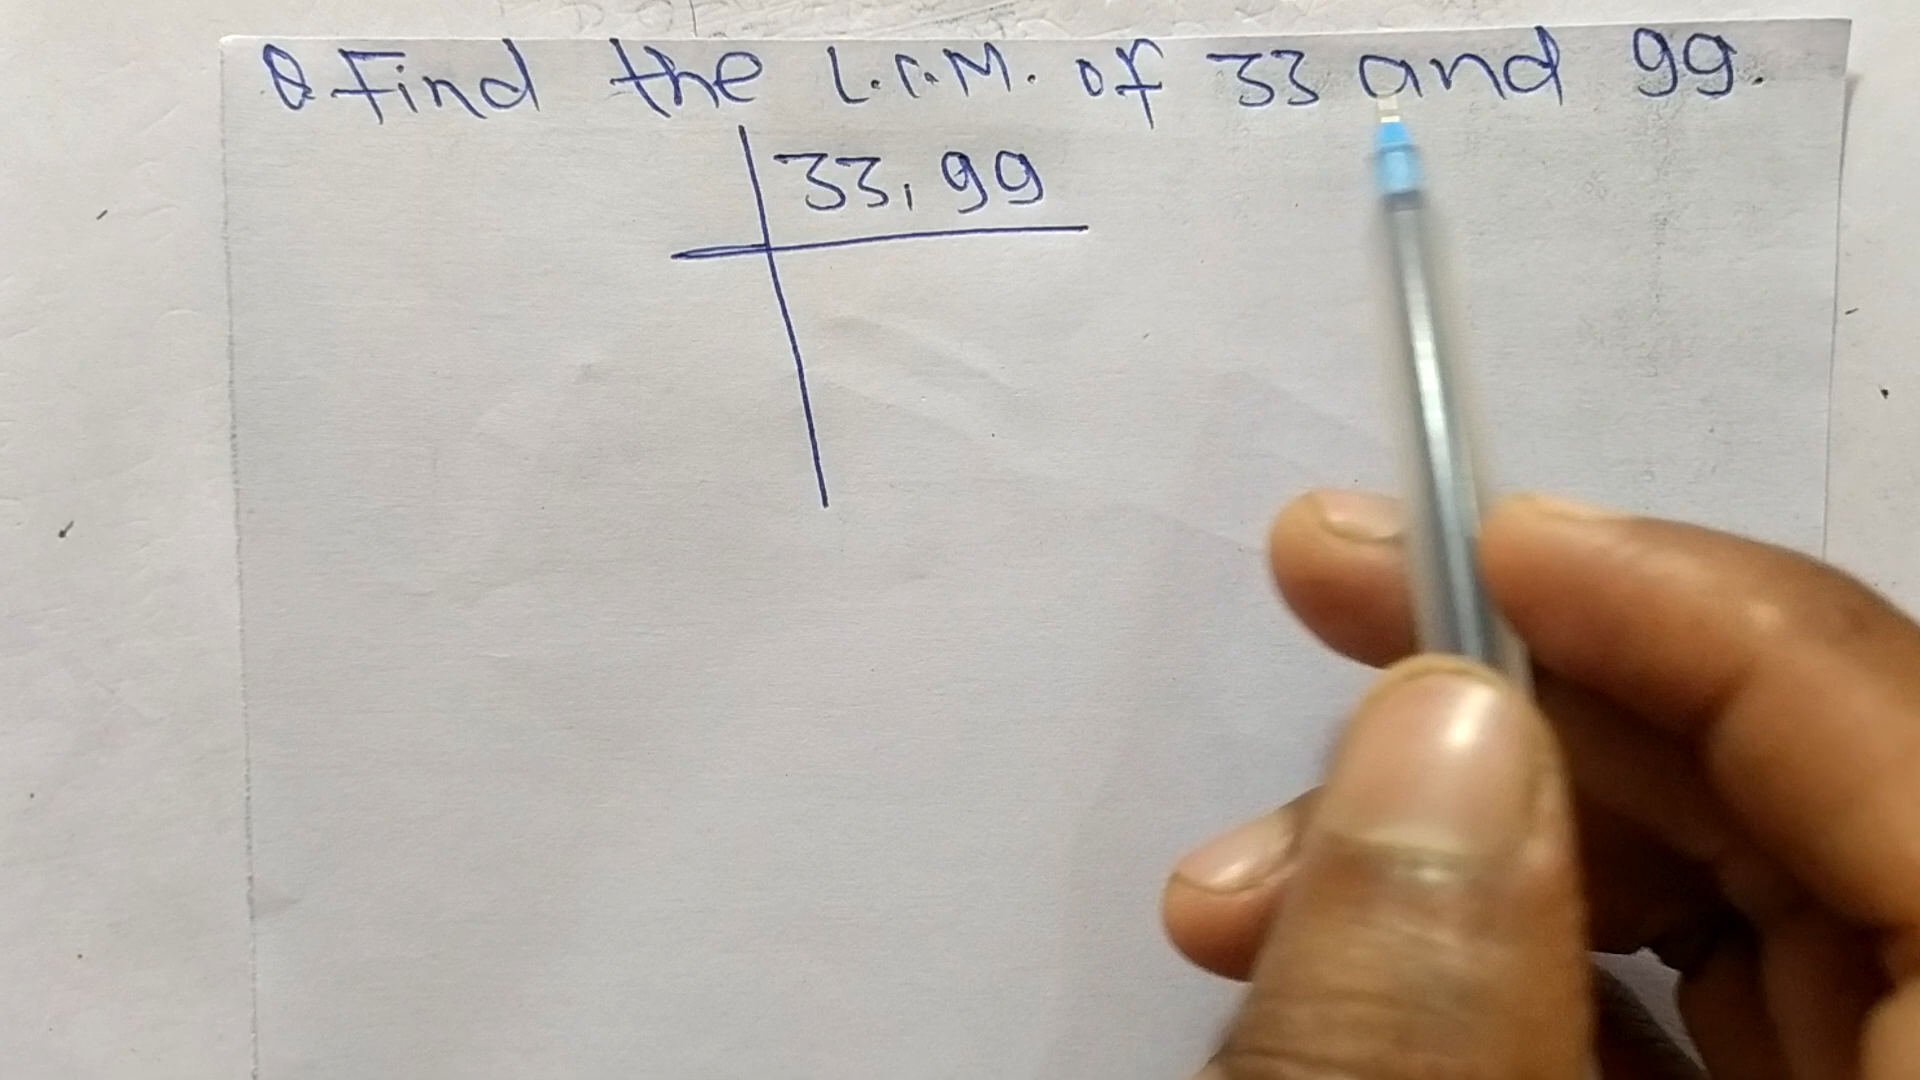 Q. Find the L.C.M. of 33 and 99.
33, 99